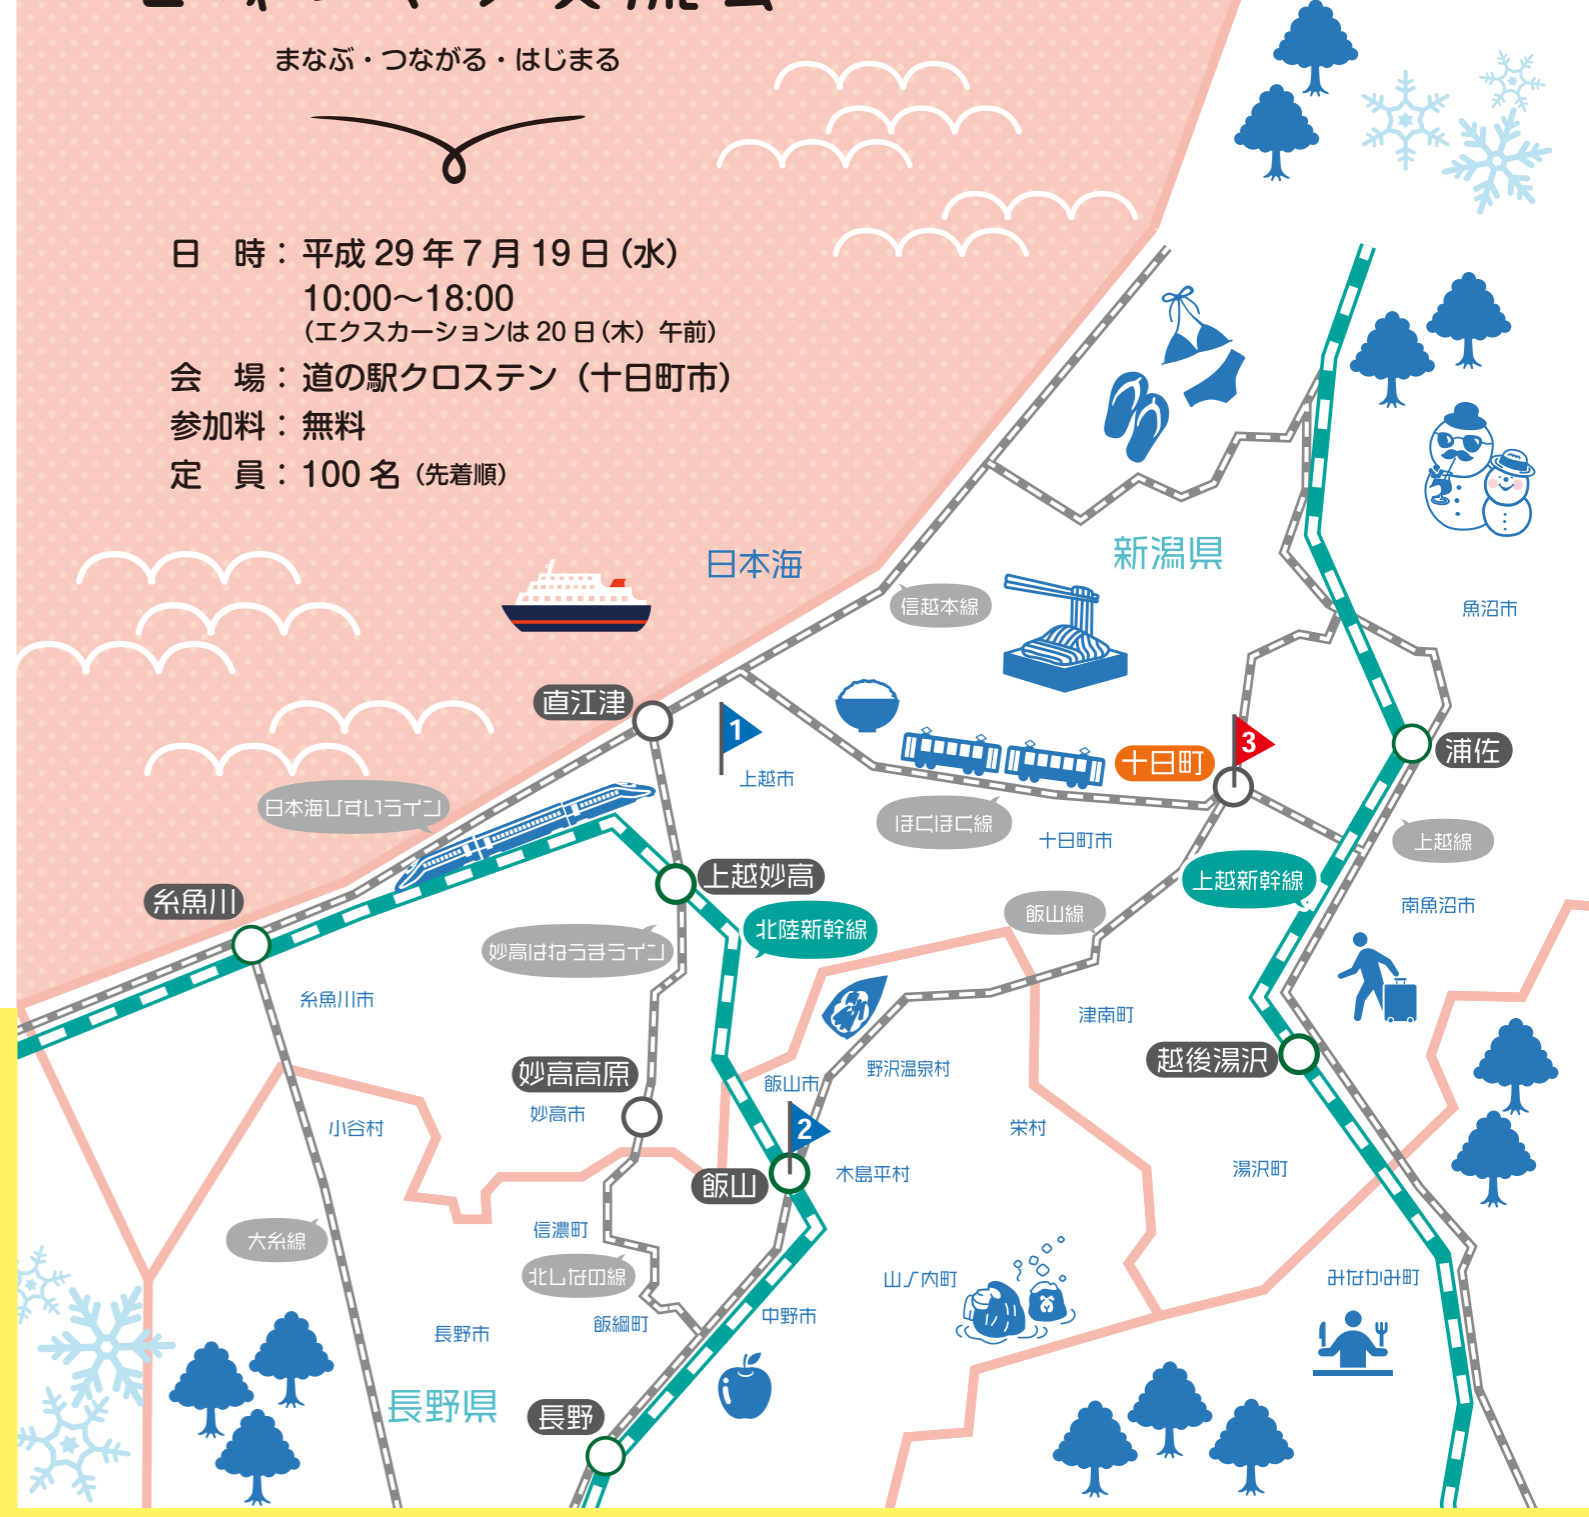 まなぶ・つながる・はじまる
日　時：平成 29 年 7 月 19 日（水）
10:00～18:00
（エクスカーションは 20 日（木）午前）
会　場：道の駅クロステン（十日町市）
参加料：無料
定　員：100 名（先着順）
日本海
新潟県
信越本線
魚沼市
直江津
1
上越市
十日町
3
浦佐
日本海ひすいライン
ほくほく線
十日町市
上越線
上越妙高
上越新幹線
糸魚川
北陸新幹線
飯山線
南魚沼市
妙高はねうまライン
糸魚川市
津南町
越後湯沢
妙高高原
飯山市
野沢温泉村
妙高市
小谷村
2
栄村
飯山
木島平村
湯沢町
大糸線
信濃町
北しなの線
山ノ内町
みなかみ町
飯綱町
中野市
長野市
長野県
長野